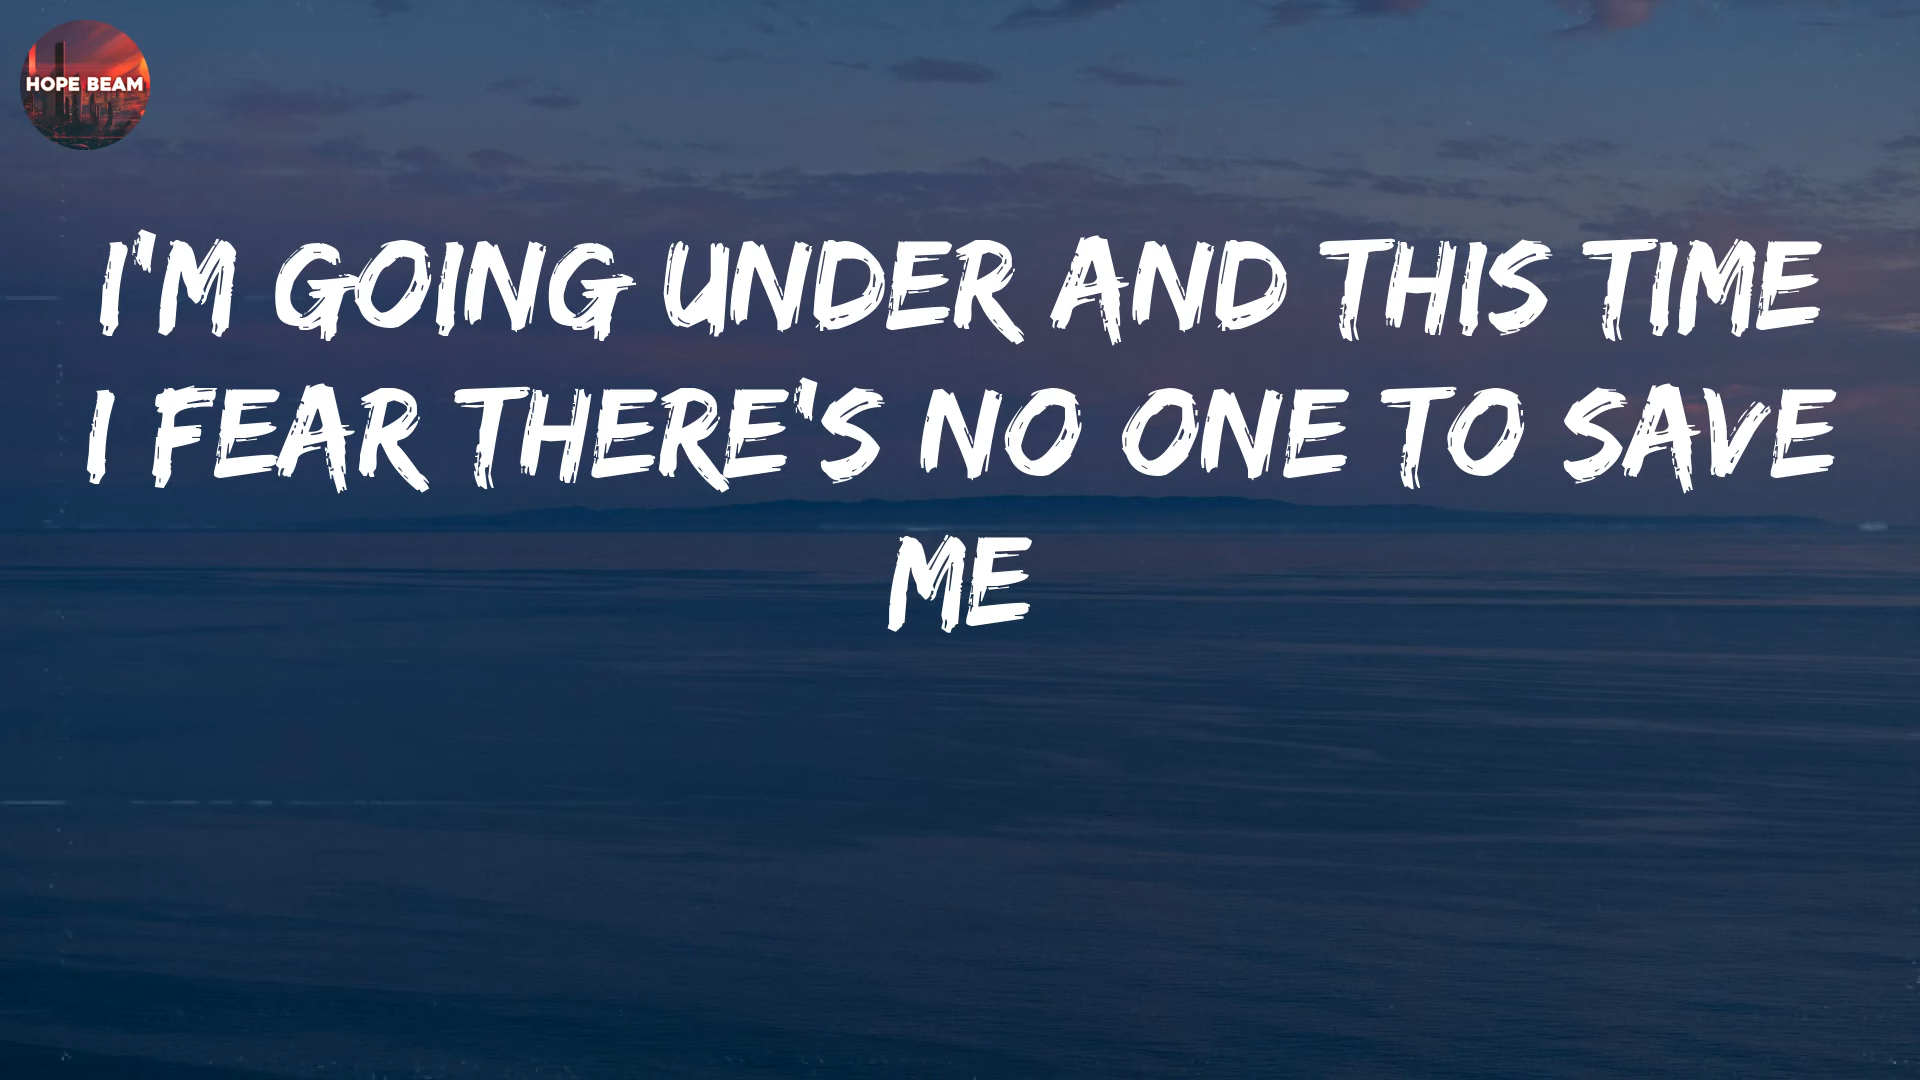 HOPE BEAM
I'M GOING UNDER AND THIS TIME
I FEAR THERE'S NO ONE TO SAVE
ME